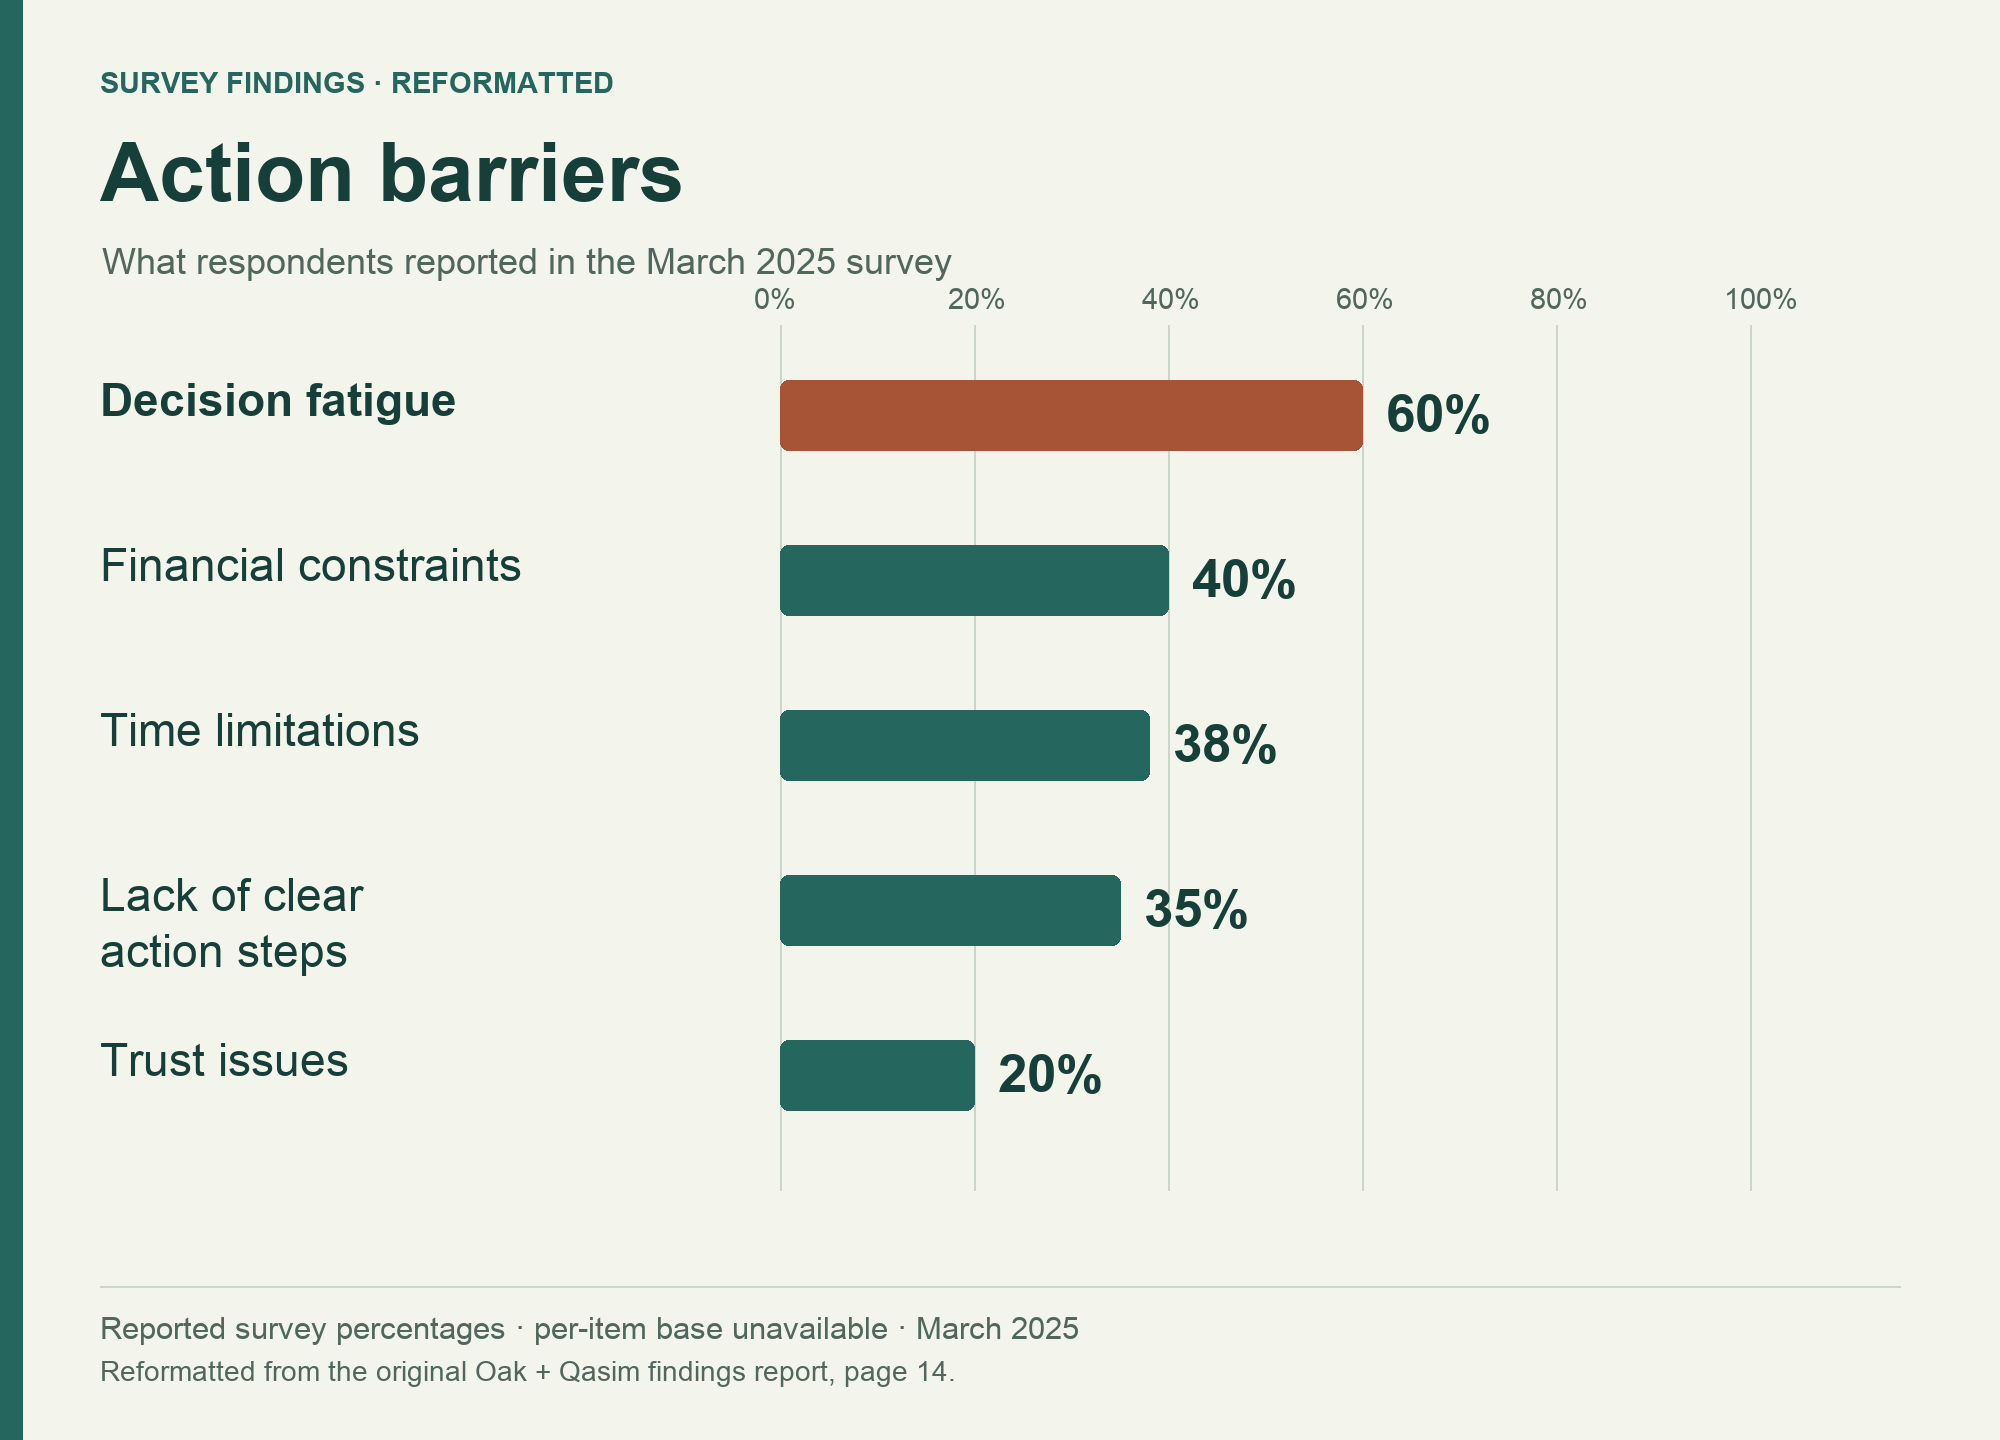 SURVEY FINDINGS · REFORMATTED
Action barriers
What respondents reported in the March 2025 survey
0% 20% 40% 60% 80% 100%
Decision fatigue 60%
Financial constraints 40%
Time limitations 38%
Lack of clear
action steps 35%
Trust issues 20%
Reported survey percentages · per-item base unavailable · March 2025
Reformatted from the original Oak + Qasim findings report, page 14.